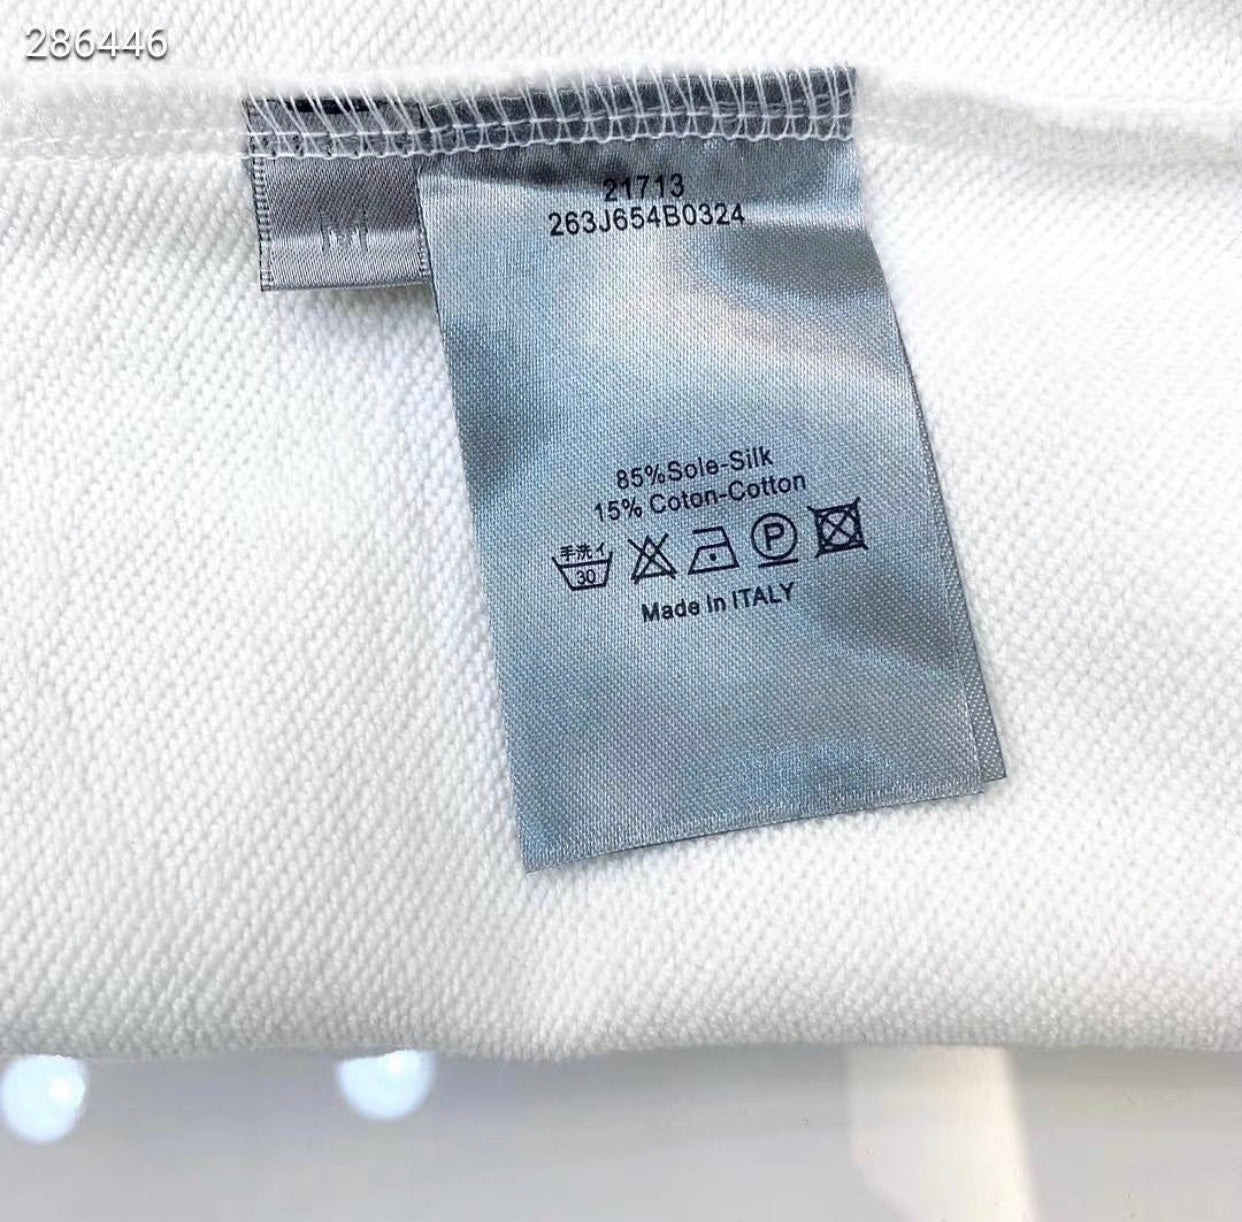 286446
M
21713
263J654B0324
85%Sole-Silk
15% Coton-Cotton
手洗イ
30
P
Made in ITALY